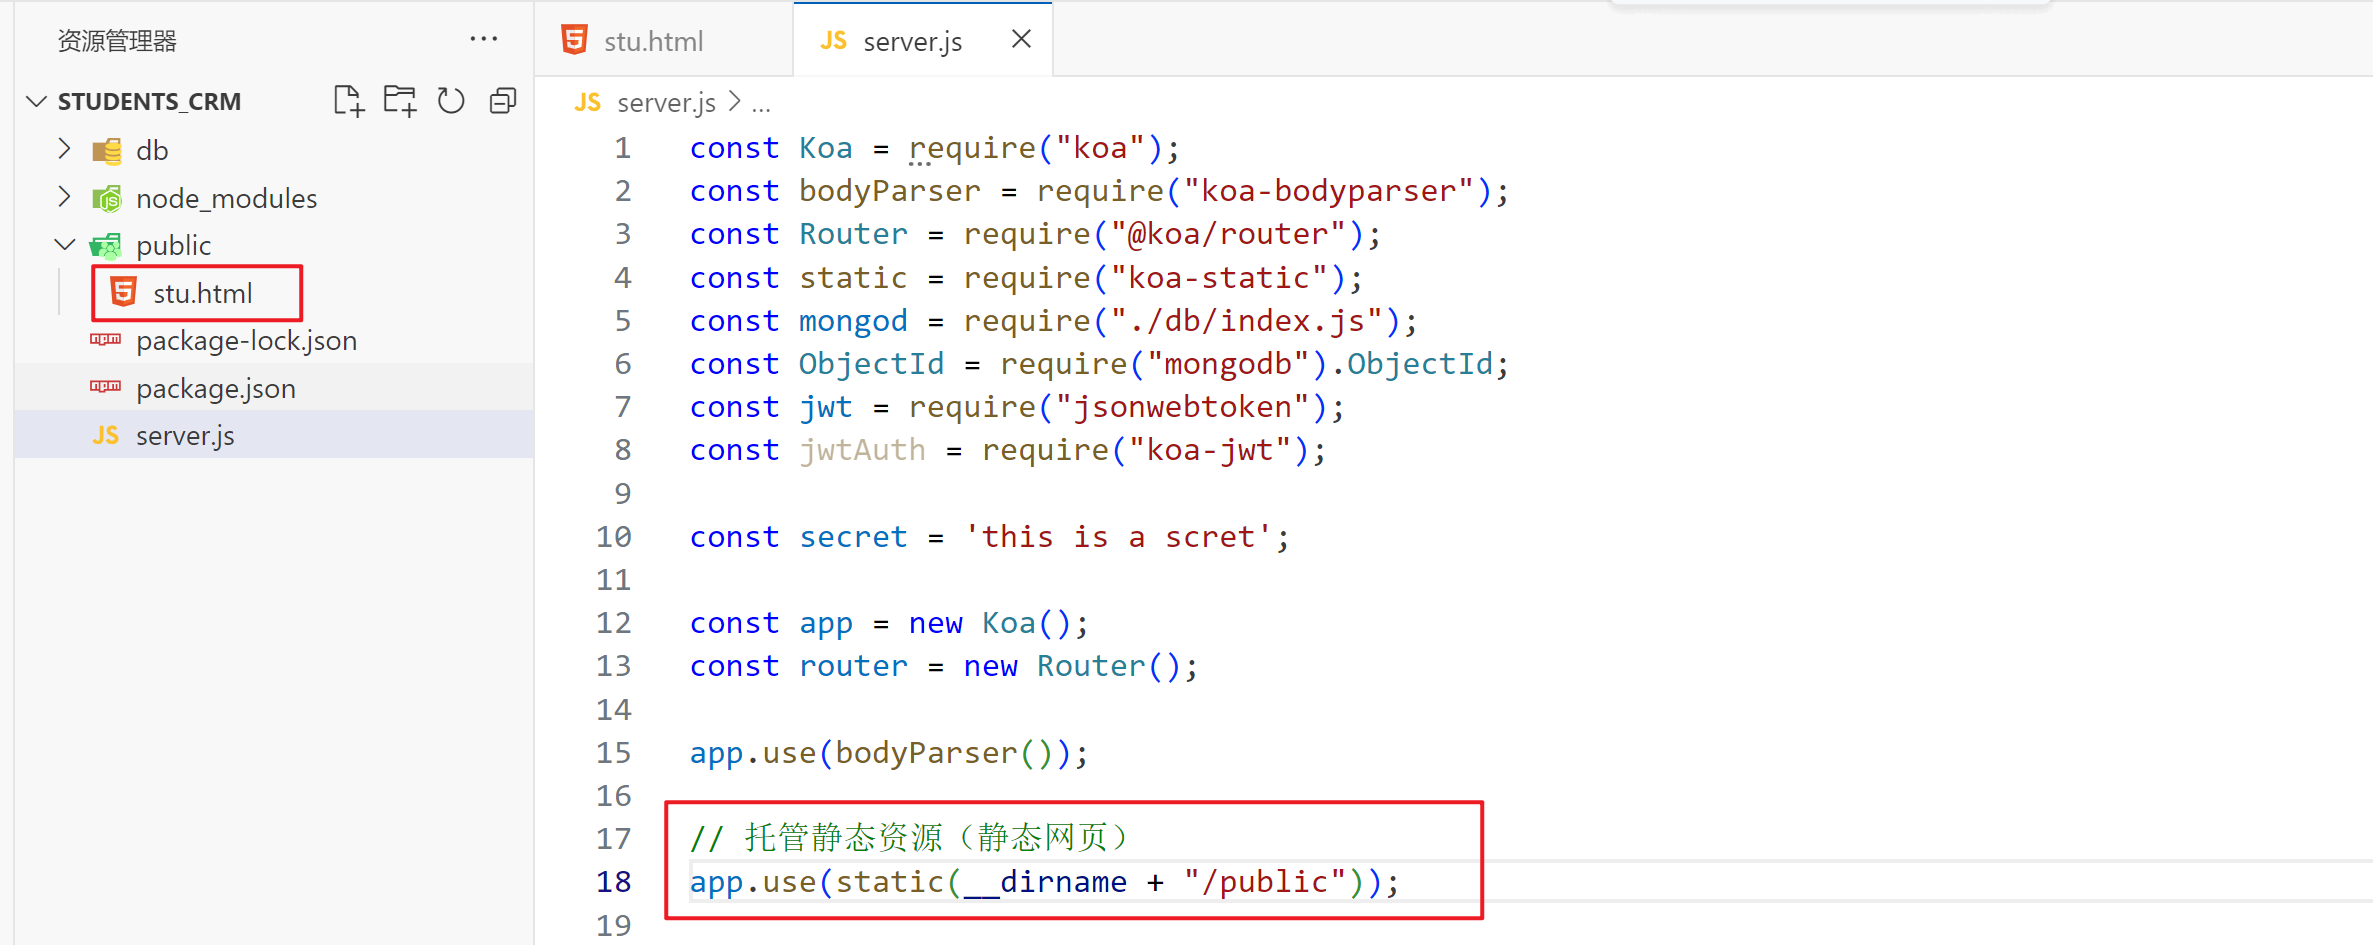 资源管理器
STUDENTS_CRM
db
node_modules
public
stu.html
package-lock.json
package.json
JS server.js
stu.html
JS server.js
JS server.js > ...
1 const Koa = require("koa");
2 const bodyParser = require("koa-bodyparser");
3 const Router = require("@koa/router");
4 const static = require("koa-static");
5 const mongod = require("./db/index.js");
6 const ObjectId = require("mongodb").ObjectId;
7 const jwt = require("jsonwebtoken");
8 const jwtAuth = require("koa-jwt");
9
10 const secret = 'this is a scret';
11
12 const app = new Koa();
13 const router = new Router();
14
15 app.use(bodyParser());
16
17 // 托管静态资源（静态网页）
18 app.use(static(__dirname + "/public"));
19